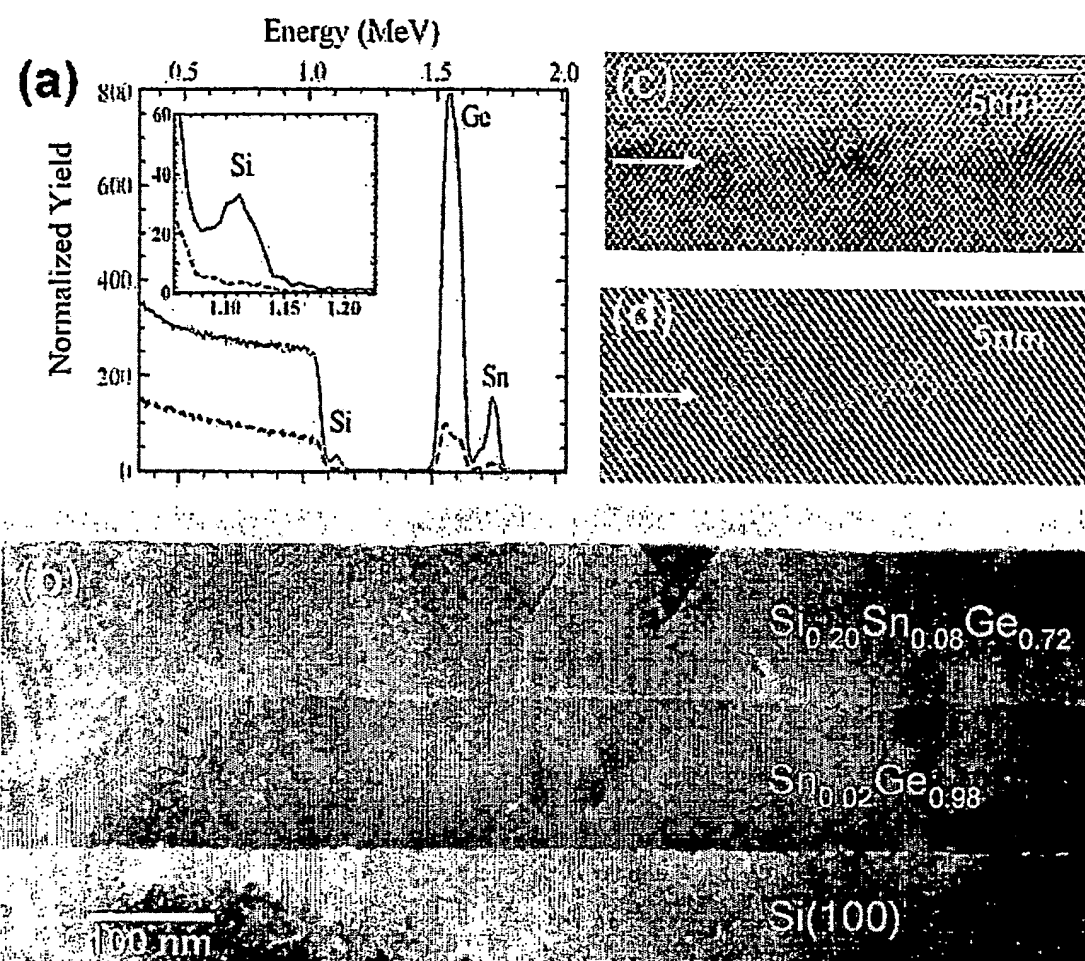 Energy (MeV)
(a)
0.5 1.0 1.5 2.0
800
600
400
200
0
Normalized Yield
Ge
Sn
Si
60
40
20
0
Si
1.10 1.15 1.20
(c)
5nm
(d)
5nm
(b)
Si0.20Sn0.08Ge0.72
Sn0.02Ge0.98
Si(100)
100 nm